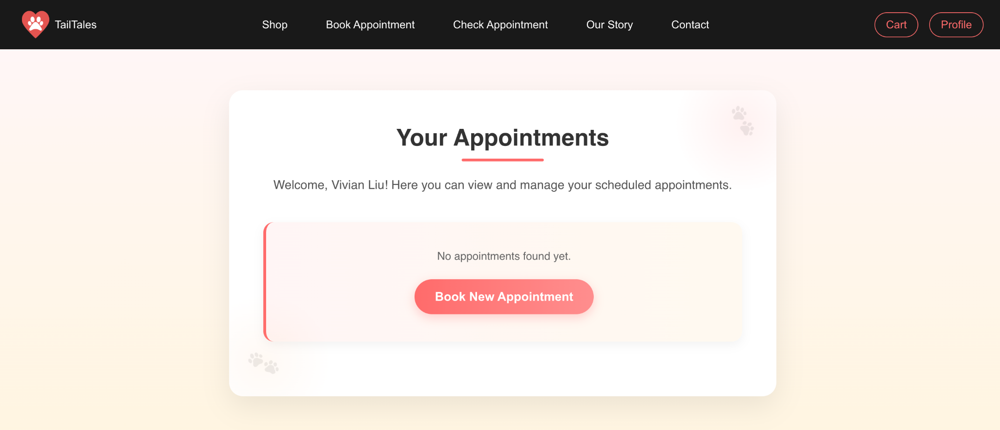 TailTales
Shop
Book Appointment
Check Appointment
Our Story
Contact
Cart
Profile
Your Appointments
Welcome, Vivian Liu! Here you can view and manage your scheduled appointments.
No appointments found yet.
Book New Appointment